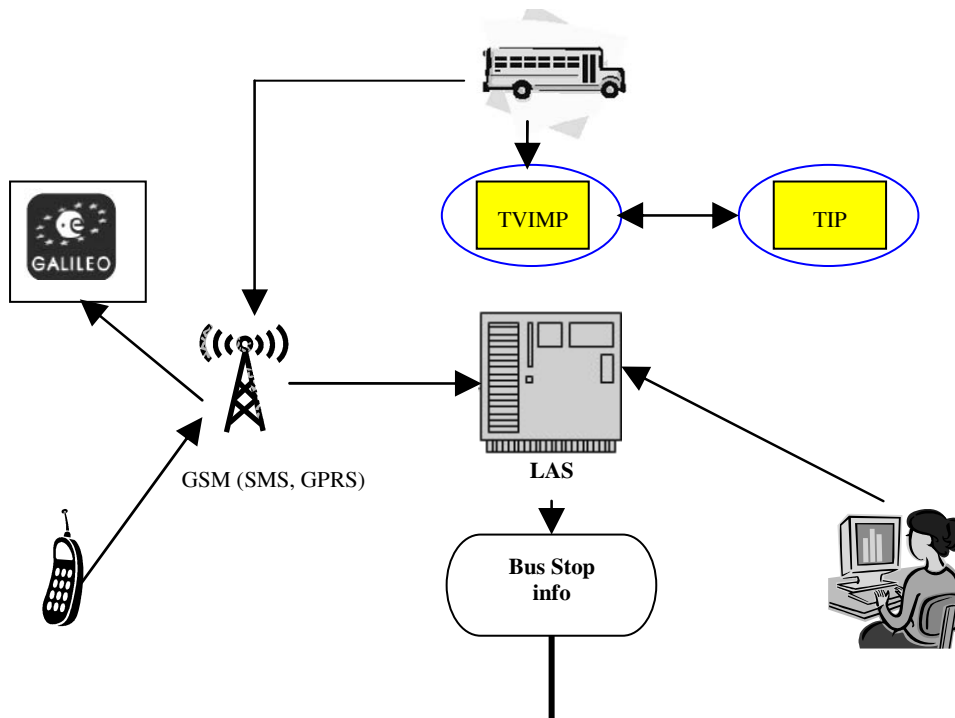 TVIMP
TIP
GALILEO
GSM (SMS, GPRS)
LAS
Bus Stop
info